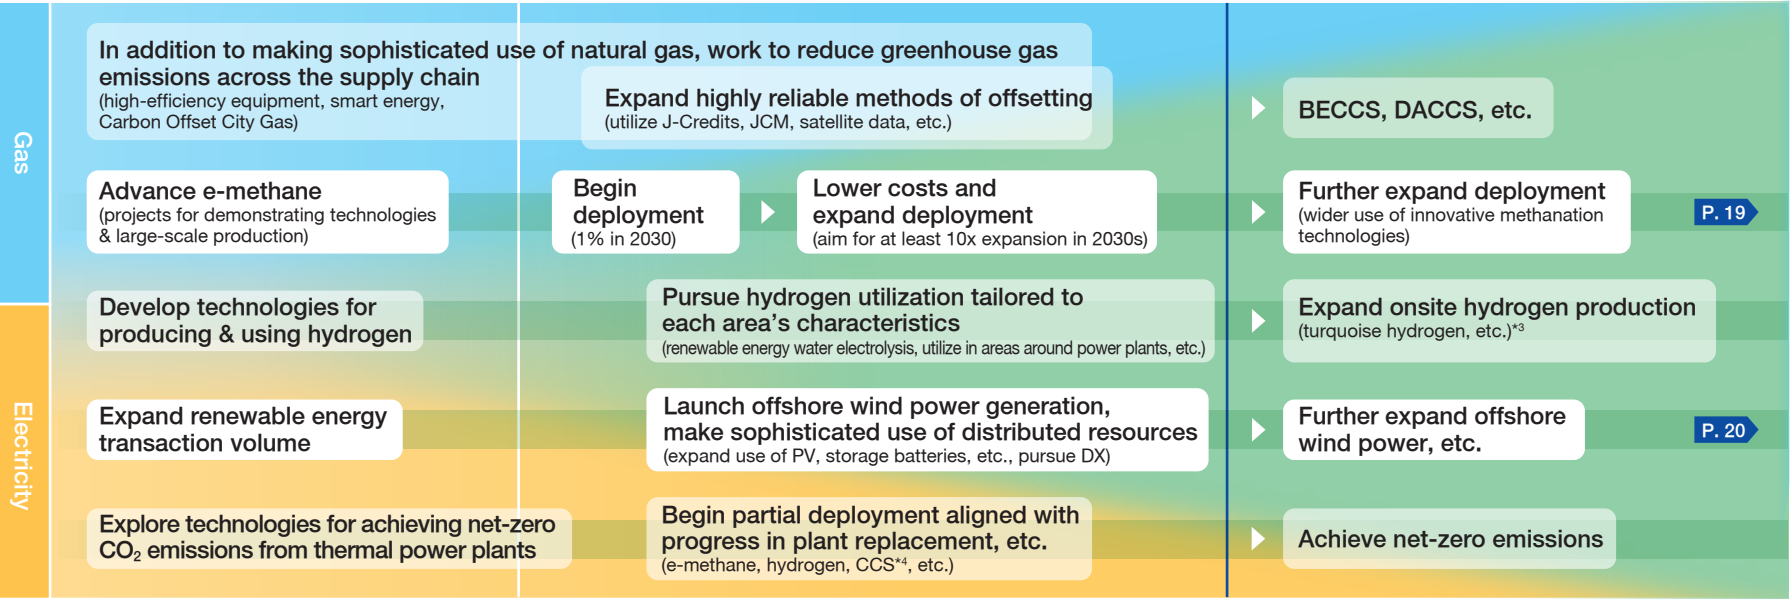 Gas
In addition to making sophisticated use of natural gas, work to reduce greenhouse gas
emissions across the supply chain
(high-efficiency equipment, smart energy,
Carbon Offset City Gas)
Expand highly reliable methods of offsetting
(utilize J-Credits, JCM, satellite data, etc.)
BECCS, DACCS, etc.
Advance e-methane
(projects for demonstrating technologies
& large-scale production)
Begin
deployment
(1% in 2030)
Lower costs and
expand deployment
(aim for at least 10x expansion in 2030s)
Further expand deployment
(wider use of innovative methanation
technologies)
P. 19
Develop technologies for
producing & using hydrogen
Pursue hydrogen utilization tailored to
each area’s characteristics
(renewable energy water electrolysis, utilize in areas around power plants, etc.)
Expand onsite hydrogen production
(turquoise hydrogen, etc.)*3
Electricity
Expand renewable energy
transaction volume
Launch offshore wind power generation,
make sophisticated use of distributed resources
(expand use of PV, storage batteries, etc., pursue DX)
Further expand offshore
wind power, etc.
P. 20
Explore technologies for achieving net-zero
CO2 emissions from thermal power plants
Begin partial deployment aligned with
progress in plant replacement, etc.
(e-methane, hydrogen, CCS*4, etc.)
Achieve net-zero emissions